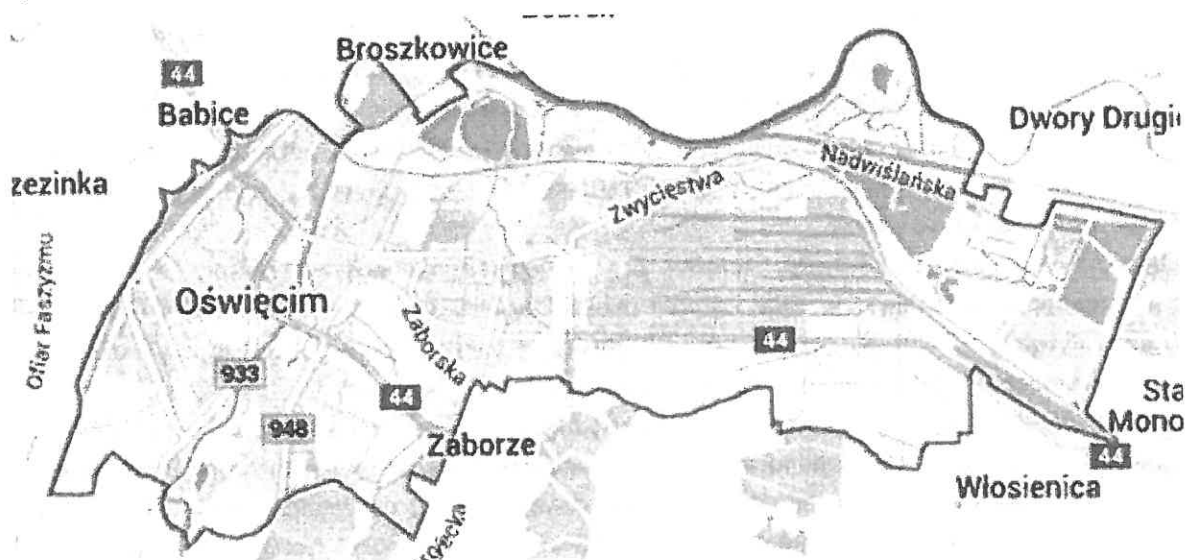 Broszkowice
44
Babice
Dwory Drugi
zezinka
Nadwiślańska
Zwycięstwa
Ofiar Faszyzmu
Oświęcim
Zaborska
44
933
44
948
Sta
Mono
Zaborze
44
Włosienica